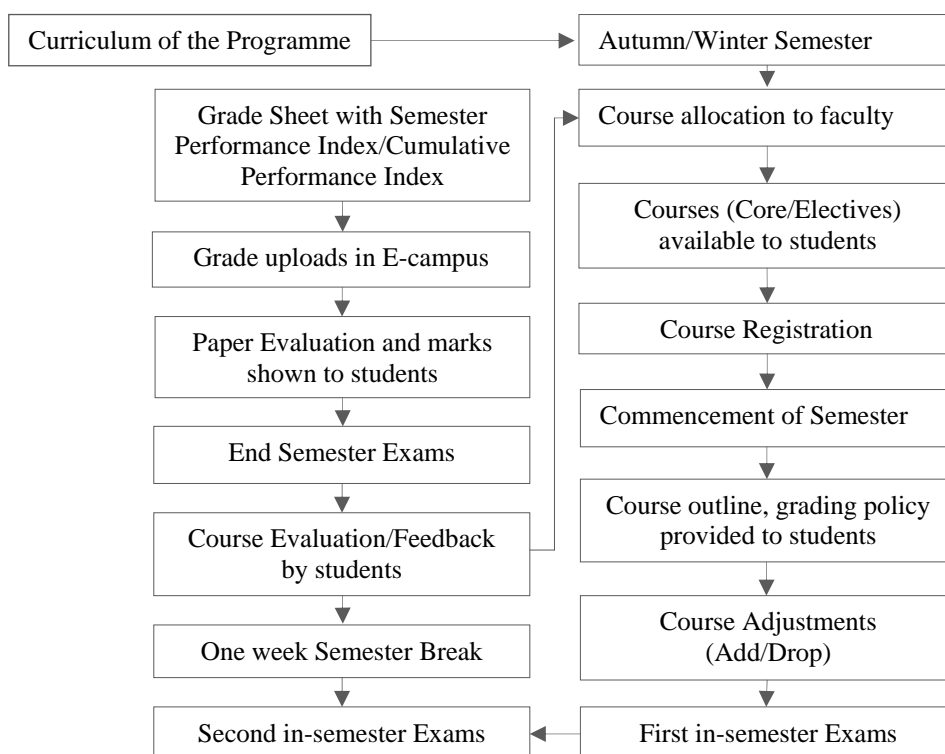 Curriculum of the Programme
Autumn/Winter Semester
Course allocation to faculty
Courses (Core/Electives)
available to students
Course Registration
Commencement of Semester
Course outline, grading policy
provided to students
Course Adjustments
(Add/Drop)
First in-semester Exams
Grade Sheet with Semester
Performance Index/Cumulative
Performance Index
Grade uploads in E-campus
Paper Evaluation and marks
shown to students
End Semester Exams
Course Evaluation/Feedback
by students
One week Semester Break
Second in-semester Exams